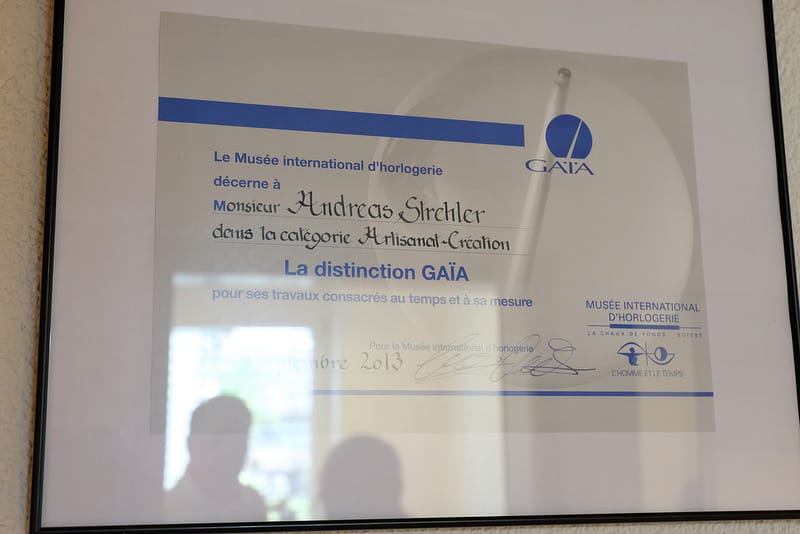 GAÏA
Le Musée international d'horlogerie
décerne à
Monsieur Andreas Strehler
dans la catégorie Artisanat-Création
La distinction GAÏA
pour ses travaux consacrés au temps et à sa mesure
Pour le Musée international d'horlogerie
2013
MUSÉE INTERNATIONAL
D'HORLOGERIE
LA CHAUX-DE-FONDS SUISSE
L'HOMME ET LE TEMPS